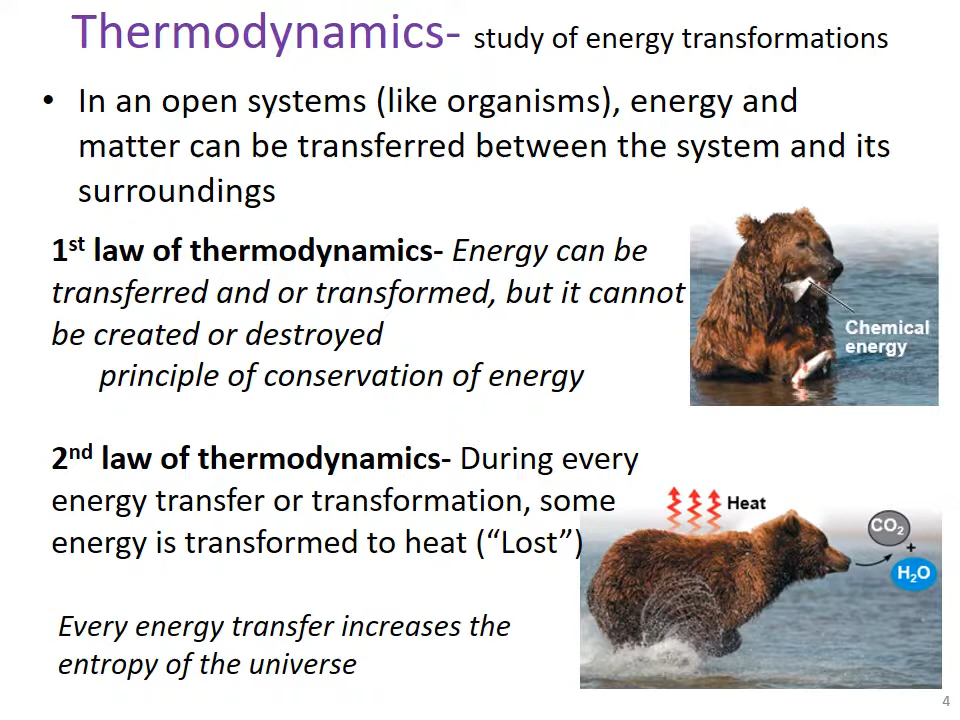 Thermodynamics- study of energy transformations
• In an open systems (like organisms), energy and
matter can be transferred between the system and its
surroundings
1st law of thermodynamics- Energy can be
transferred and or transformed, but it cannot
be created or destroyed
principle of conservation of energy
Chemical
energy
2nd law of thermodynamics- During every
energy transfer or transformation, some
energy is transformed to heat (“Lost”)
Heat
CO2
+
H2O
Every energy transfer increases the
entropy of the universe
4